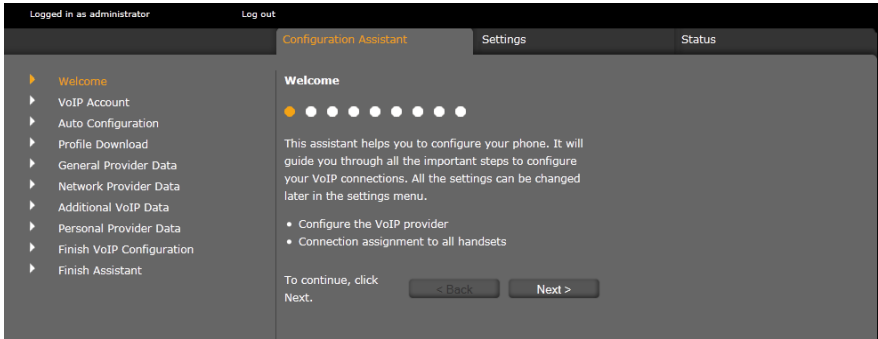 Logged in as administrator Log out
Configuration Assistant Settings Status
Welcome
VoIP Account
Auto Configuration
Profile Download
General Provider Data
Network Provider Data
Additional VoIP Data
Personal Provider Data
Finish VoIP Configuration
Finish Assistant
Welcome
This assistant helps you to configure your phone. It will
guide you through all the important steps to configure
your VoIP connections. All the settings can be changed
later in the settings menu.
• Configure the VoIP provider
• Connection assignment to all handsets
To continue, click
Next.
< Back Next >